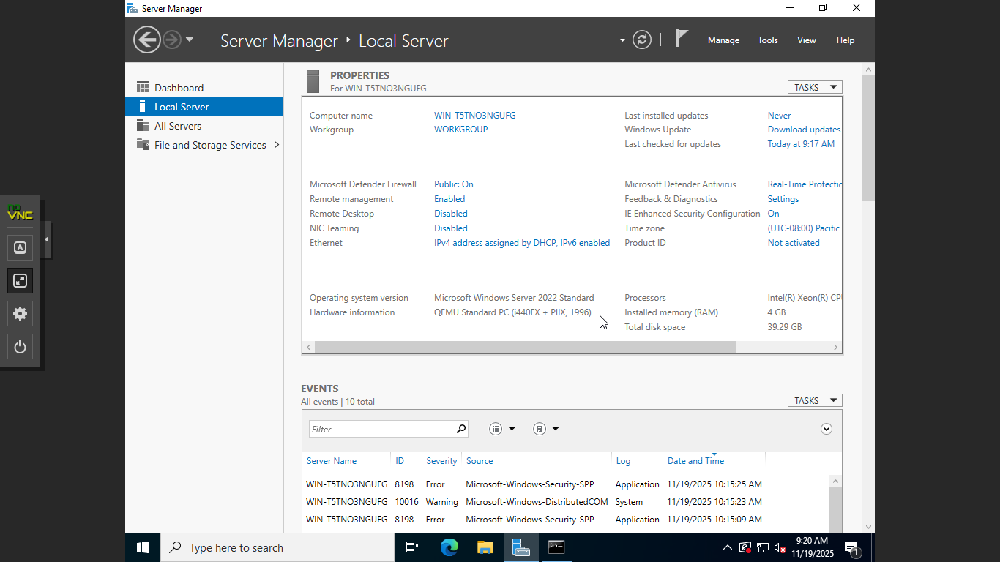 Server Manager
Server Manager ‣ Local Server
Manage Tools View Help
Dashboard
Local Server
All Servers
File and Storage Services
PROPERTIES
For WIN-T5TNO3NGUFG
TASKS
Computer name WIN-T5TNO3NGUFG Last installed updates Never
Workgroup WORKGROUP Windows Update Download updates
Last checked for updates Today at 9:17 AM
Microsoft Defender Firewall Public: On Microsoft Defender Antivirus Real-Time Protectio
Remote management Enabled Feedback & Diagnostics Settings
Remote Desktop Disabled IE Enhanced Security Configuration On
NIC Teaming Disabled Time zone (UTC-08:00) Pacific
Ethernet IPv4 address assigned by DHCP, IPv6 enabled Product ID Not activated
Operating system version Microsoft Windows Server 2022 Standard Processors Intel(R) Xeon(R) CP
Hardware information QEMU Standard PC (i440FX + PIIX, 1996) Installed memory (RAM) 4 GB
Total disk space 39.29 GB
no
VNC
A
EVENTS
All events | 10 total
TASKS
Filter
Server Name ID Severity Source Log Date and Time
WIN-T5TNO3NGUFG 8198 Error Microsoft-Windows-Security-SPP Application 11/19/2025 10:15:25 AM
WIN-T5TNO3NGUFG 10016 Warning Microsoft-Windows-DistributedCOM System 11/19/2025 10:15:23 AM
WIN-T5TNO3NGUFG 8198 Error Microsoft-Windows-Security-SPP Application 11/19/2025 10:15:09 AM
Type here to search
9:20 AM
11/19/2025
1